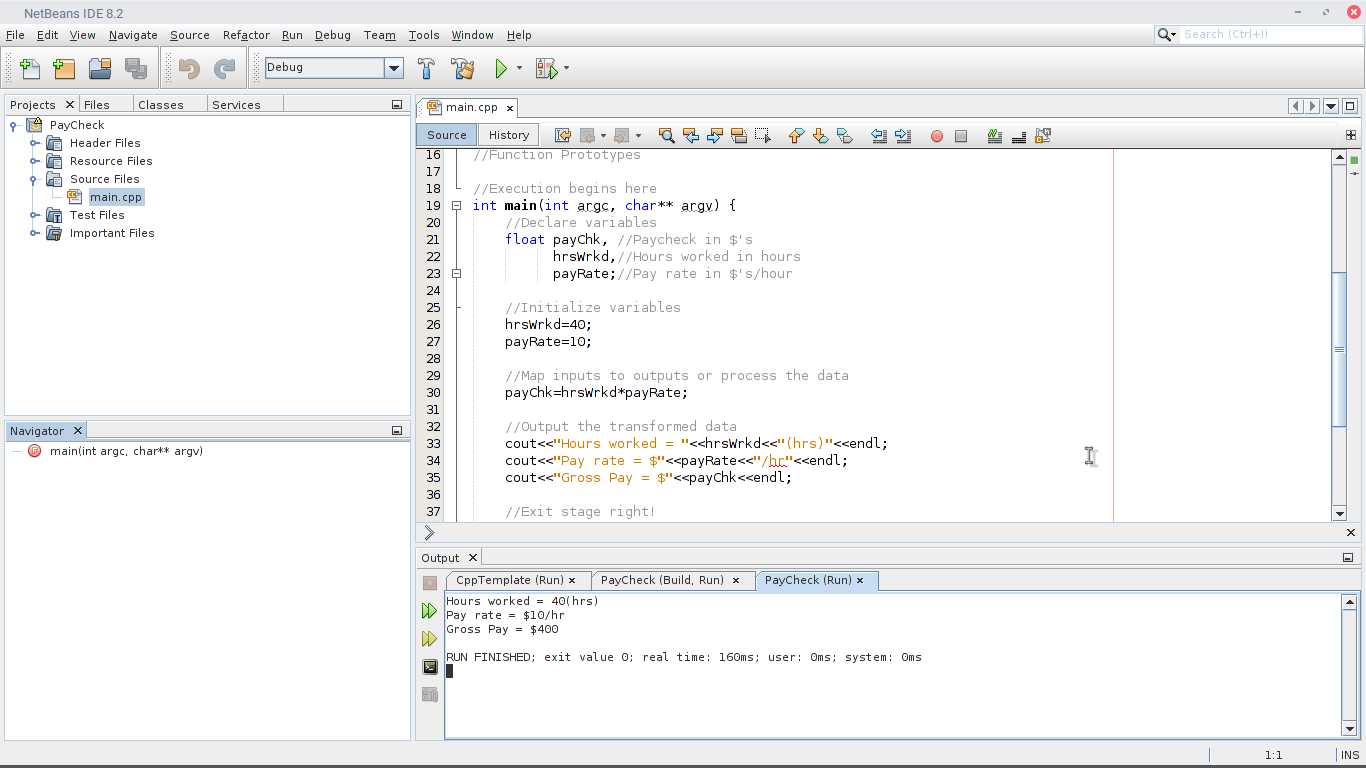 NetBeans IDE 8.2
File Edit View Navigate Source Refactor Run Debug Team Tools Window Help
Search (Ctrl+I)
Debug
Projects Files Classes Services
PayCheck
Header Files
Resource Files
Source Files
main.cpp
Test Files
Important Files
Navigator
main(int argc, char** argv)
main.cpp
Source History
16 //Function Prototypes
17
18 //Execution begins here
19 int main(int argc, char** argv) {
20 //Declare variables
21 float payChk, //Paycheck in $'s
22 hrsWrkd,//Hours worked in hours
23 payRate;//Pay rate in $'s/hour
24
25 //Initialize variables
26 hrsWrkd=40;
27 payRate=10;
28
29 //Map inputs to outputs or process the data
30 payChk=hrsWrkd*payRate;
31
32 //Output the transformed data
33 cout<<"Hours worked = "<<hrsWrkd<<"(hrs)"<<endl;
34 cout<<"Pay rate = $"<<payRate<<"/hr"<<endl;
35 cout<<"Gross Pay = $"<<payChk<<endl;
36
37 //Exit stage right!
Output
CppTemplate (Run) PayCheck (Build, Run) PayCheck (Run)
Hours worked = 40(hrs)
Pay rate = $10/hr
Gross Pay = $400
RUN FINISHED; exit value 0; real time: 160ms; user: 0ms; system: 0ms
1:1 INS